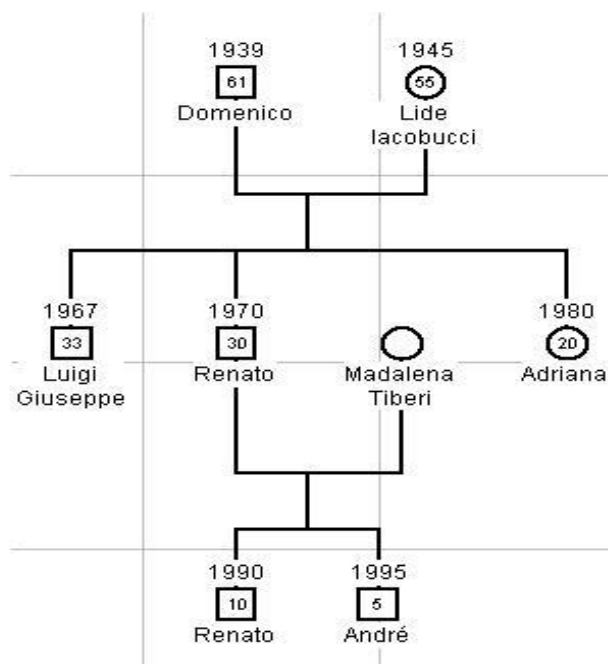 1939 1945
61 55
Domenico Lide
Iacobucci
1967 1970 1980
33 30 20
Luigi Renato Madalena Adriana
Giuseppe Tiberi
1990 1995
10 5
Renato André